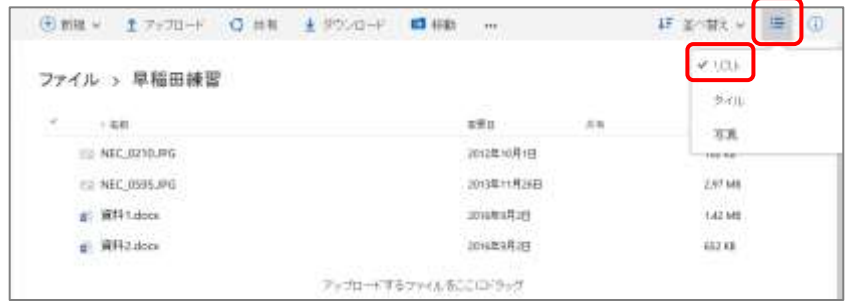 新規 アップロード 共有 ダウンロード 移動 ... 並べ替え
ファイル > 早稲田練習
リスト
タイル
写真
名前 変更日 共有
NEC_0210.JPG 2012年10月1日
NEC_0595.JPG 2013年11月26日 2.97 MB
資料1.docx 2016年9月2日 1.42 MB
資料2.docx 2016年9月2日 652 KB
アップロードするファイルをここにドラッグ